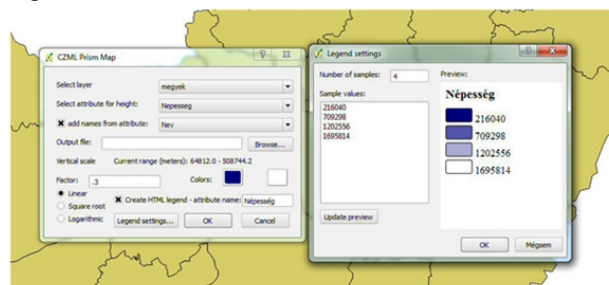 CZML Prism Map
Select layer
megyek
Select attribute for height:
Nepesseg
add names from attribute:
Nev
Output file:
Browse...
Vertical scale Current range (meters): 64812.0 - 508744.2
Factor: .3 Colors:
Linear
Square root
Logarithmic
Create HTML legend - attribute name: Népesség
Legend settings... OK Cancel
Legend settings
Number of samples: 4
Sample values:
216040
709298
1202556
1695814
Update preview
Preview:
Népesség
216040
709298
1202556
1695814
OK Mégsem